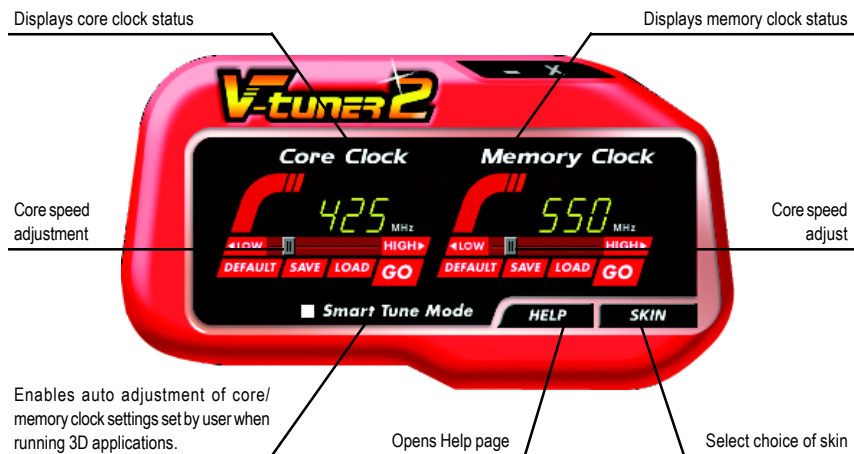 Displays core clock status
Displays memory clock status
V-tuner 2
Core Clock
Memory Clock
425 MHz
550 MHz
Core speed
adjustment
Core speed
adjust
◄LOW HIGH►
◄LOW HIGH►
DEFAULT SAVE LOAD GO
DEFAULT SAVE LOAD GO
Smart Tune Mode
HELP
SKIN
Enables auto adjustment of core/
memory clock settings set by user when
running 3D applications.
Opens Help page
Select choice of skin